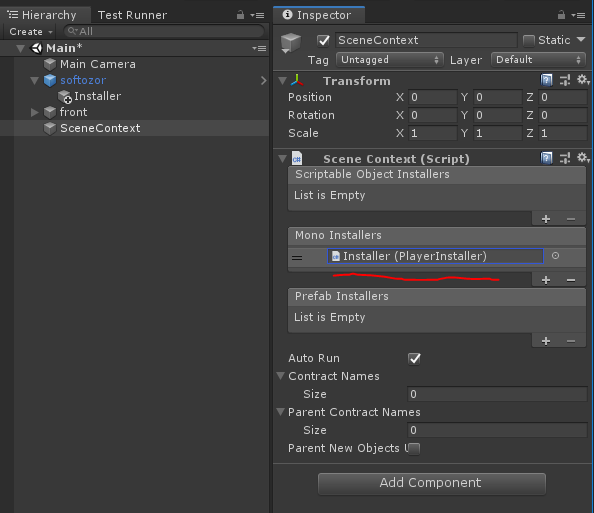 Hierarchy
Test Runner
Create
All
Main*
Main Camera
softozor
Installer
front
SceneContext
Inspector
SceneContext
Static
Tag Untagged Layer Default
Transform
Position X 0 Y 0 Z 0
Rotation X 0 Y 0 Z 0
Scale X 1 Y 1 Z 1
Scene Context (Script)
Scriptable Object Installers
List is Empty
Mono Installers
Installer (PlayerInstaller)
Prefab Installers
List is Empty
Auto Run
Contract Names
Size 0
Parent Contract Names
Size 0
Parent New Objects U
Add Component